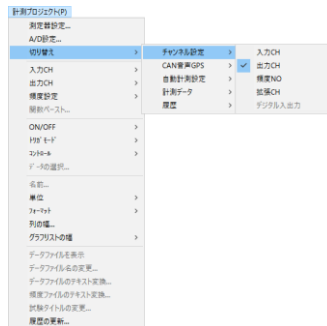 計測プロジェクト(P)
測定器設定...
A/D設定...
切り替え
入力CH
出力CH
頻度設定
関数ペースト...
ON/OFF
ﾄﾘｶﾞ ﾓｰﾄﾞ
ｺﾝﾄﾛｰﾙ
ﾃﾞｰﾀの選択...
名前...
単位
ﾌｫｰﾏｯﾄ
列の幅...
グラフリストの幅
データファイルを表示
データファイル名の変更...
データファイルのテキスト変換...
頻度ファイルのテキスト変換...
試験タイトルの変更...
履歴の更新...
チャンネル設定
CAN音声GPS
自動計測設定
計測データ
履歴
入力CH
出力CH
頻度NO
拡張CH
デジタル入出力